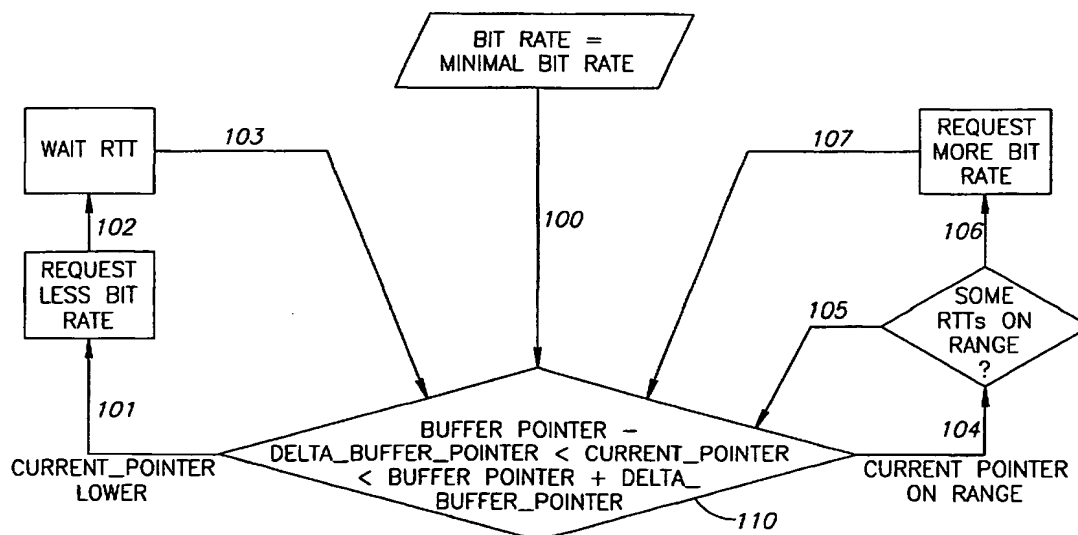 BIT RATE =
MINIMAL BIT RATE
WAIT RTT
103
107
REQUEST
MORE BIT
RATE
102
100
106
REQUEST
LESS BIT
RATE
105
SOME
RTTs ON
RANGE
?
101
104
BUFFER POINTER –
DELTA_BUFFER_POINTER < CURRENT_POINTER
< BUFFER POINTER + DELTA_
BUFFER_POINTER
CURRENT_POINTER
LOWER
CURRENT POINTER
ON RANGE
110